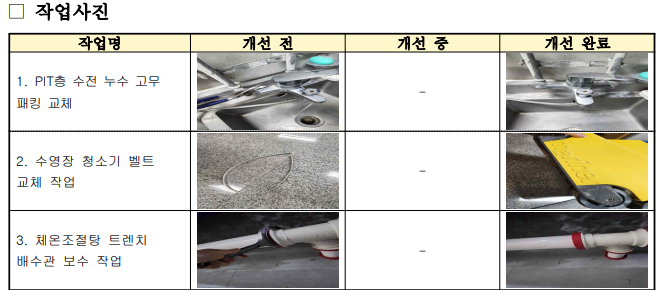 □ 작업사진
작업명 개선 전 개선 중 개선 완료
1. PIT층 수전 누수 고무
패킹 교체
-
2. 수영장 청소기 벨트
교체 작업
-
3. 체온조절탕 트렌치
배수관 보수 작업
-